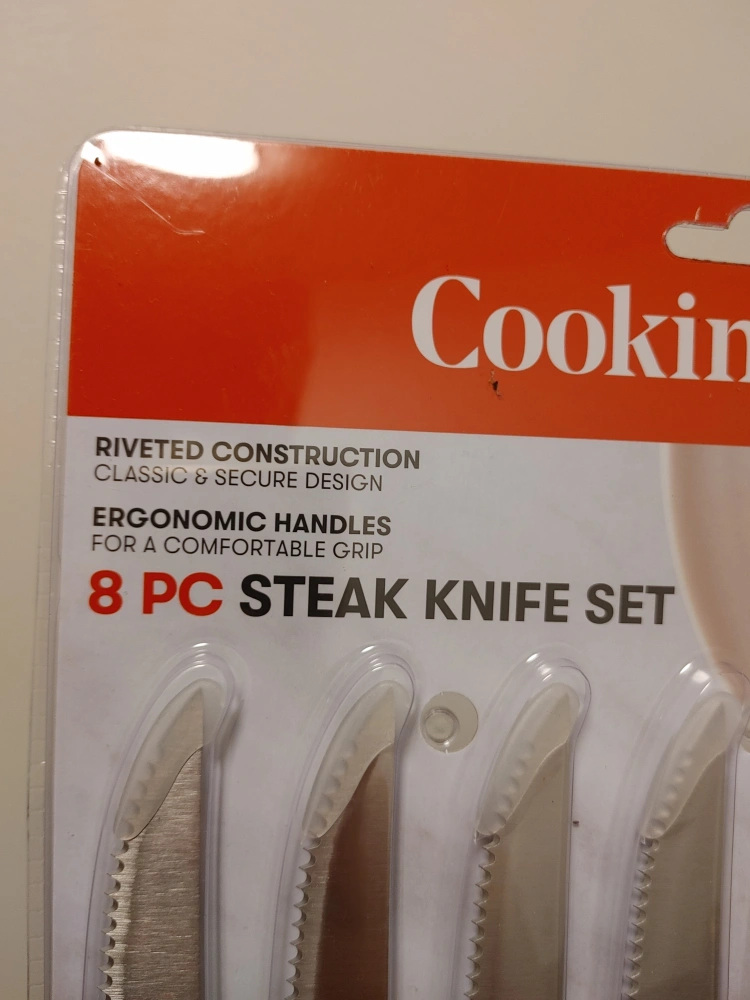 Cookin
RIVETED CONSTRUCTION
CLASSIC & SECURE DESIGN
ERGONOMIC HANDLES
FOR A COMFORTABLE GRIP
8 PC STEAK KNIFE SET